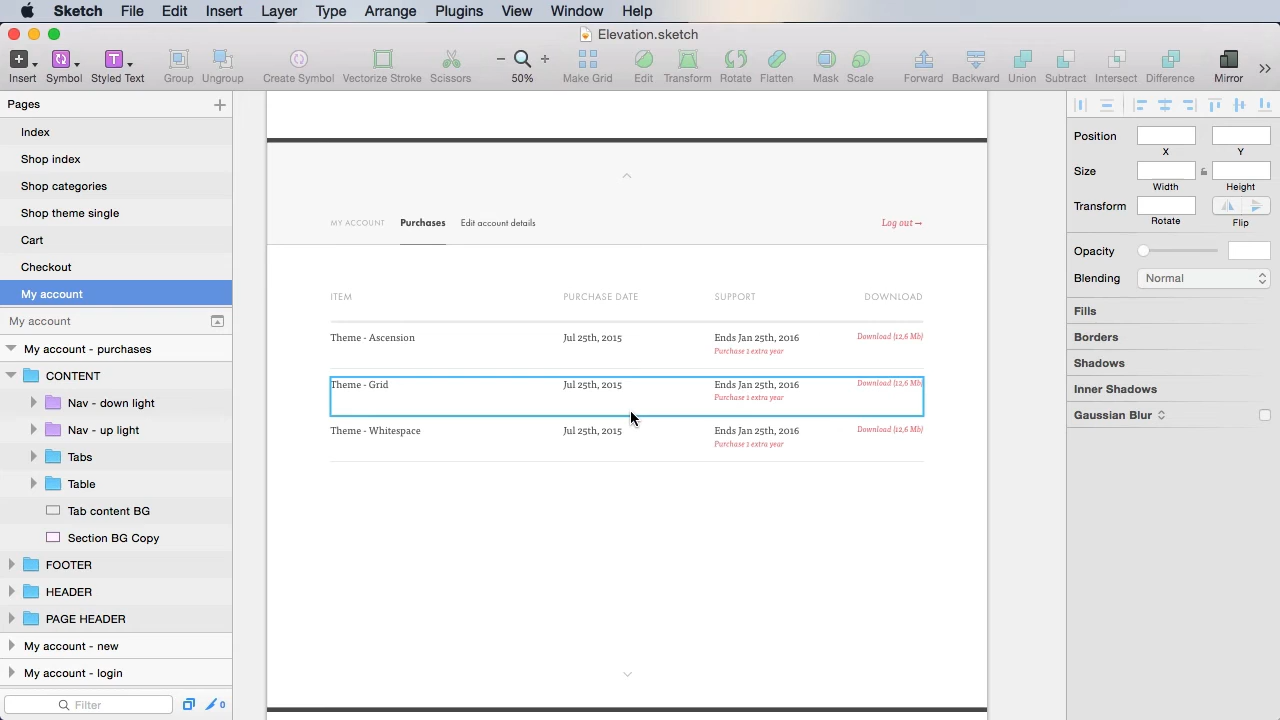 Sketch File Edit Insert Layer Type Arrange Plugins View Window Help
Elevation.sketch
Insert Symbol Styled Text Group Ungroup Create Symbol Vectorize Stroke Scissors 50% Make Grid Edit Transform Rotate Flatten Mask Scale Forward Backward Union Subtract Intersect Difference Mirror
Pages
Index
Shop index
Shop categories
Shop theme single
Cart
Checkout
My account
My account
My account - purchases
CONTENT
Nav - down light
Nav - up light
Tabs
Table
Tab content BG
Section BG Copy
FOOTER
HEADER
PAGE HEADER
My account - new
My account - login
Filter 0
MY ACCOUNT Purchases Edit account details Log out →
ITEM PURCHASE DATE SUPPORT DOWNLOAD
Theme - Ascension Jul 25th, 2015 Ends Jan 25th, 2016 Download (12,6 Mb)
Purchase 1 extra year
Theme - Grid Jul 25th, 2015 Ends Jan 25th, 2016 Download (12,6 Mb)
Purchase 1 extra year
Theme - Whitespace Jul 25th, 2015 Ends Jan 25th, 2016 Download (12,6 Mb)
Purchase 1 extra year
Position
X Y
Size
Width Height
Transform
Rotate Flip
Opacity
Blending Normal
Fills
Borders
Shadows
Inner Shadows
Gaussian Blur